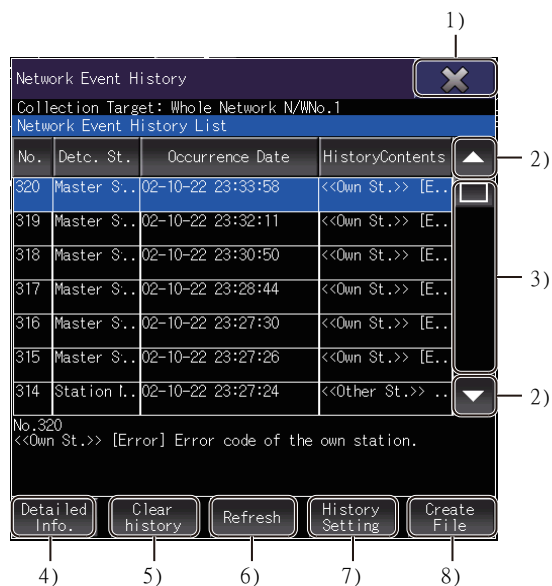 1)
Network Event History
Collection Target: Whole Network N/WNo.1
Network Event History List
No. Detc. St. Occurrence Date HistoryContents
2)
320 Master S:.. 02-10-22 23:33:58 <<Own St.>> [E..
319 Master S:.. 02-10-22 23:32:11 <<Own St.>> [E..
318 Master S:.. 02-10-22 23:30:50 <<Own St.>> [E..
3)
317 Master S:.. 02-10-22 23:28:44 <<Own St.>> [E..
316 Master S:.. 02-10-22 23:27:30 <<Own St.>> [E..
315 Master S:.. 02-10-22 23:27:26 <<Own St.>> [E..
314 Station .. 02-10-22 23:27:24 <<Other St.>> ..
2)
No.320
<<Own St.>> [Error] Error code of the own station.
Detailed Info.
Clear history
Refresh
History Setting
Create File
4) 5) 6) 7) 8)